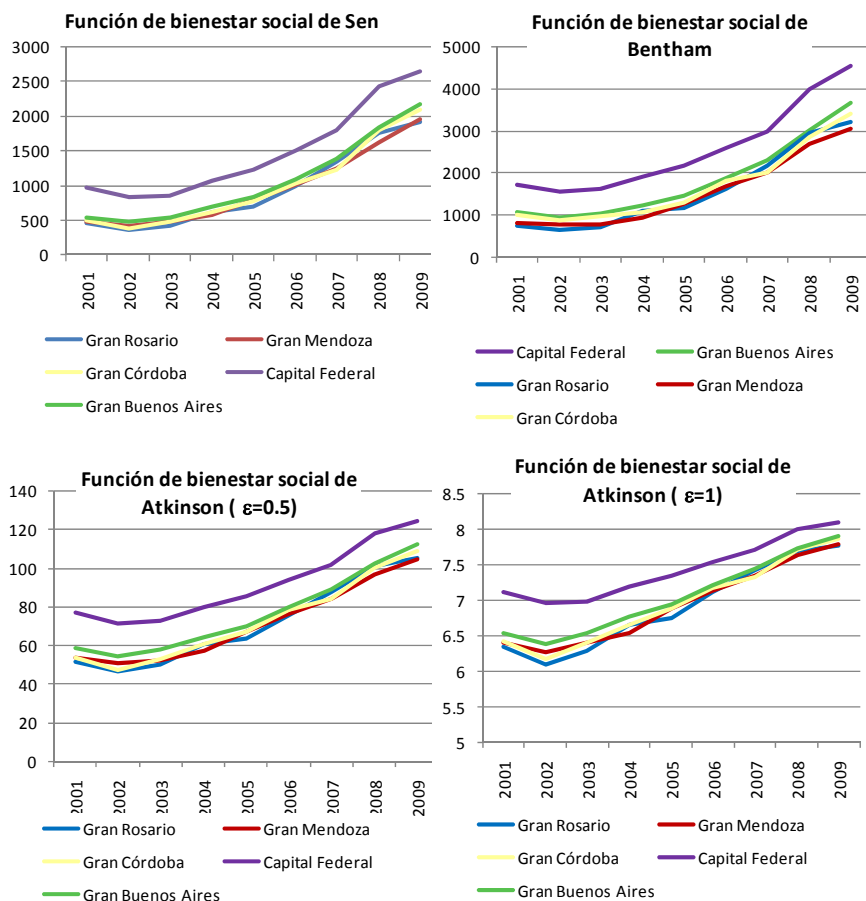 Función de bienestar social de Sen
3000
2500
2000
1500
1000
500
0
2001
2002
2003
2004
2005
2006
2007
2008
2009
Gran Rosario
Gran Mendoza
Gran Córdoba
Capital Federal
Gran Buenos Aires
Función de bienestar social de
Bentham
5000
4000
3000
2000
1000
0
2001
2002
2003
2004
2005
2006
2007
2008
2009
Capital Federal
Gran Buenos Aires
Gran Rosario
Gran Mendoza
Gran Córdoba
Función de bienestar social de
Atkinson ( ε=0.5)
140
120
100
80
60
40
20
0
2001
2002
2003
2004
2005
2006
2007
2008
2009
Gran Rosario
Gran Mendoza
Gran Córdoba
Capital Federal
Gran Buenos Aires
Función de bienestar social de
Atkinson ( ε=1)
8.5
8
7.5
7
6.5
6
5.5
5
2001
2002
2003
2004
2005
2006
2007
2008
2009
Gran Rosario
Gran Mendoza
Gran Córdoba
Capital Federal
Gran Buenos Aires